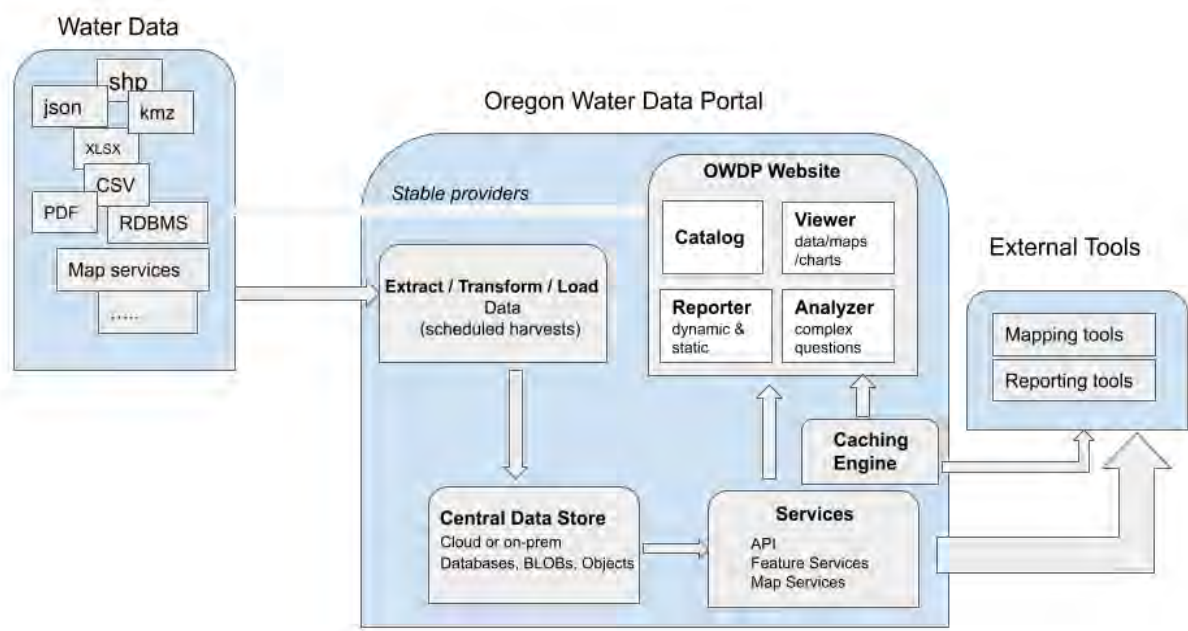 Water Data
shp
json
kmz
XLSX
CSV
PDF
RDBMS
Map services
.....
Oregon Water Data Portal
Stable providers
Extract / Transform / Load
Data
(scheduled harvests)
OWDP Website
Catalog
Viewer
data/maps
/charts
Reporter
dynamic &
static
Analyzer
complex
questions
Caching
Engine
Central Data Store
Cloud or on-prem
Databases, BLOBs, Objects
Services
API
Feature Services
Map Services
External Tools
Mapping tools
Reporting tools